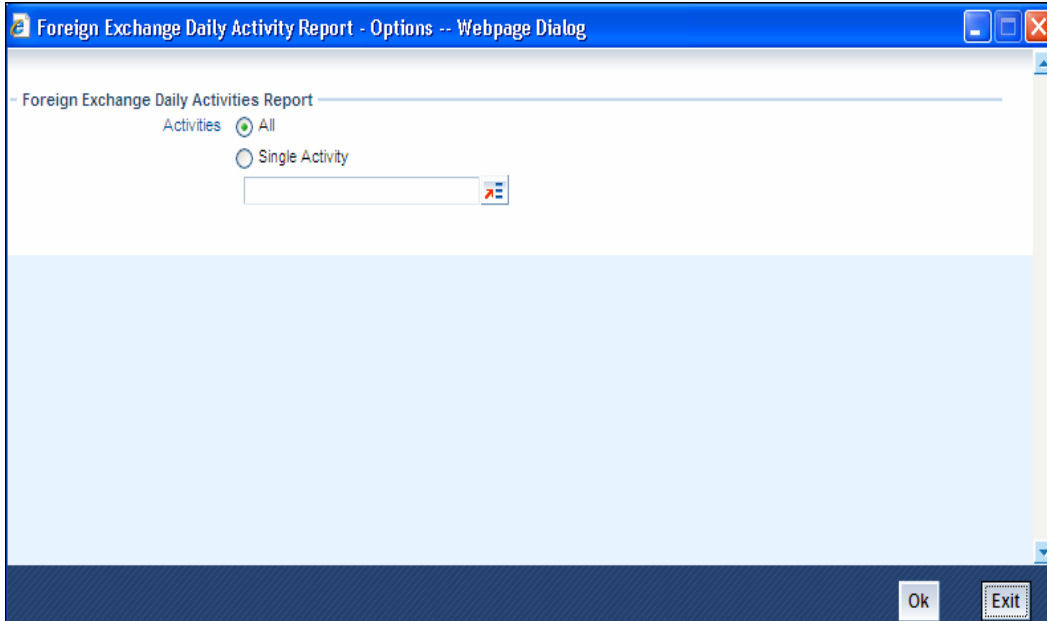 Foreign Exchange Daily Activity Report - Options -- Webpage Dialog
Foreign Exchange Daily Activities Report
Activities All
Single Activity
Ok Exit